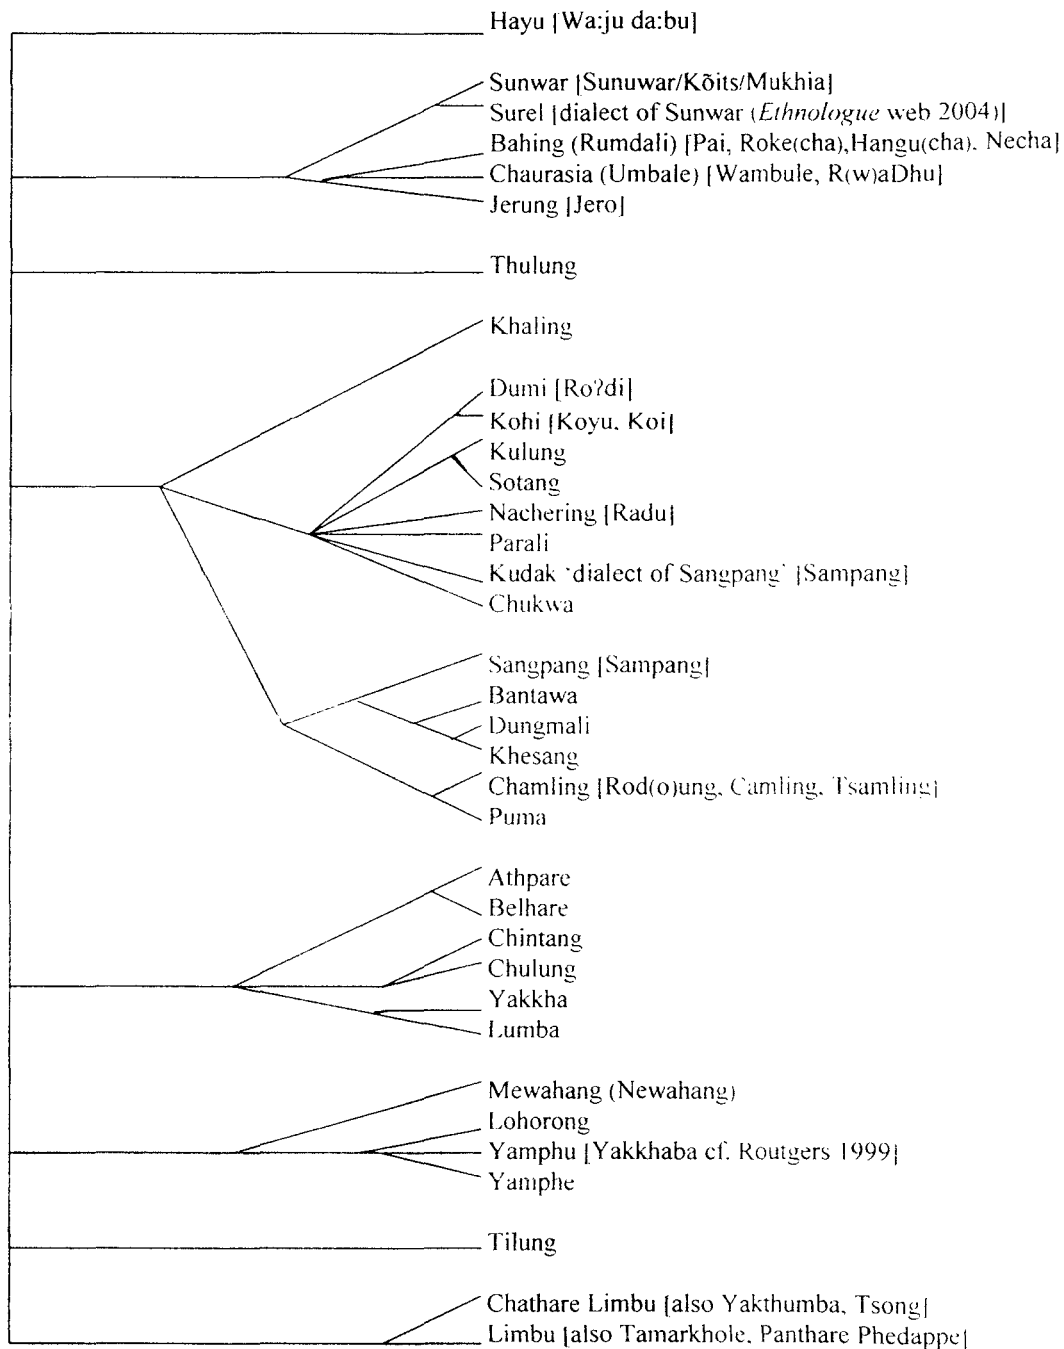 Hayu [Wa:ju da:bu]
Sunwar [Sunuwar/Kõits/Mukhia]
Surel [dialect of Sunwar (Ethnologue web 2004)]
Bahing (Rumdali) [Pai, Roke(cha),Hangu(cha). Necha]
Chaurasia (Umbale) [Wambule, R(w)aDhu]
Jerung [Jero]
Thulung
Khaling
Dumi [Ro?di]
Kohi [Koyu, Koi]
Kulung
Sotang
Nachering [Radu]
Parali
Kudak 'dialect of Sangpang' [Sampang]
Chukwa
Sangpang [Sampang]
Bantawa
Dungmali
Khesang
Chamling [Rod(o)ung, Camling, Tsamling]
Puma
Athpare
Belhare
Chintang
Chulung
Yakkha
Lumba
Mewahang (Newahang)
Lohorong
Yamphu [Yakkhaba cf. Routgers 1999]
Yamphe
Tilung
Chathare Limbu [also Yakthumba, Tsong]
Limbu [also Tamarkhole, Panthare Phedappe]